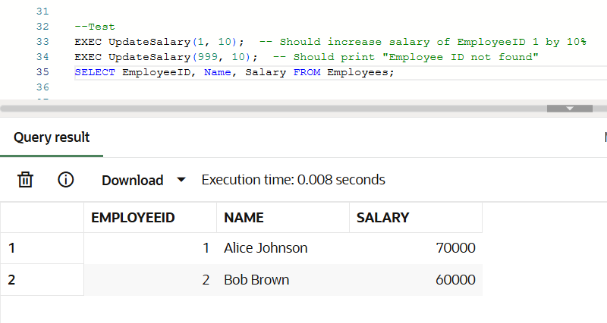 31
32 --Test
33 EXEC UpdateSalary(1, 10);  -- Should increase salary of EmployeeID 1 by 10%
34 EXEC UpdateSalary(999, 10);  -- Should print "Employee ID not found"
35 SELECT EmployeeID, Name, Salary FROM Employees;
36
Query result
Download Execution time: 0.008 seconds
EMPLOYEEID NAME SALARY
1 1 Alice Johnson 70000
2 2 Bob Brown 60000